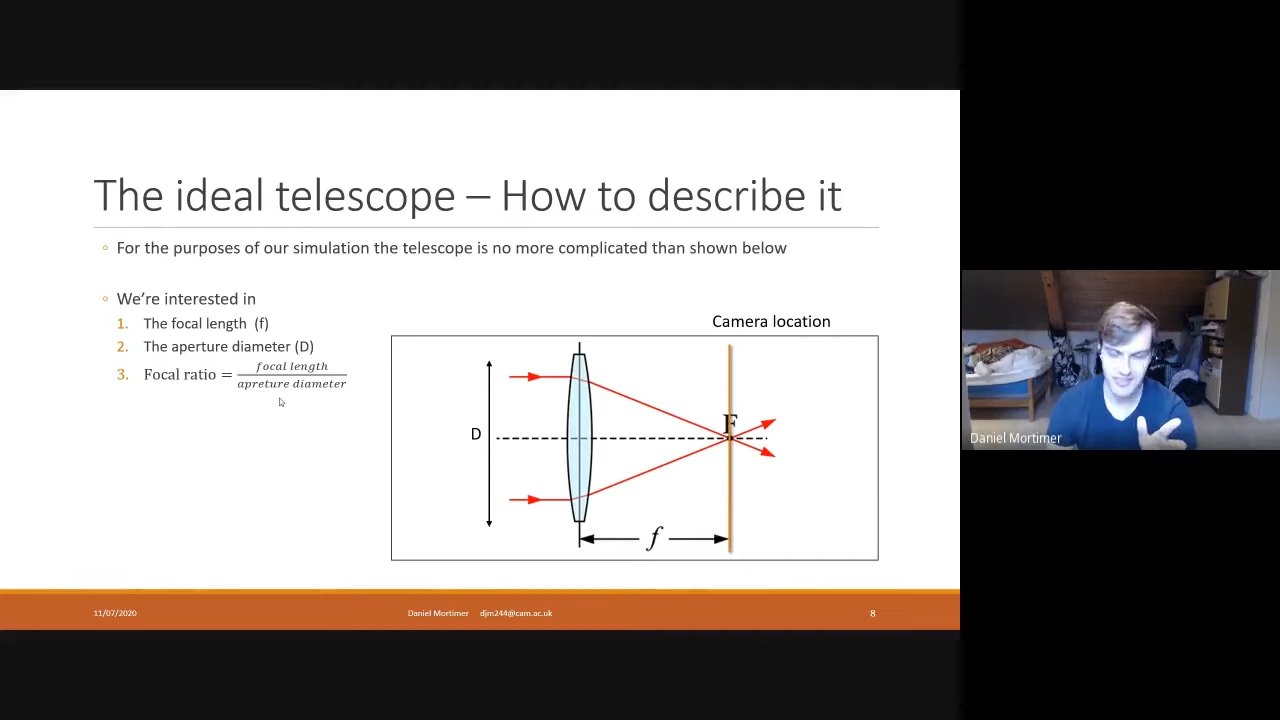 The ideal telescope – How to describe it
◦ For the purposes of our simulation the telescope is no more complicated than shown below
◦ We're interested in
1. The focal length (f)
2. The aperture diameter (D)
3. Focal ratio = focal length / apreture diameter
Camera location
D
F
f
Daniel Mortimer
11/07/2020 Daniel Mortimer djm244@cam.ac.uk 8